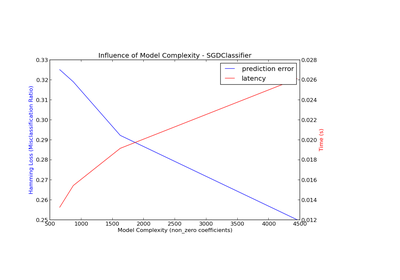 Influence of Model Complexity - SGDClassifier
prediction error
latency
Hamming Loss (Misclassification Ratio)
0.33
0.32
0.31
0.30
0.29
0.28
0.27
0.26
0.25
0.028
0.026
0.024
0.022
0.020
0.018
0.016
0.014
0.012
Time (s)
500 1000 1500 2000 2500 3000 3500 4000 4500
Model Complexity (non_zero coefficients)